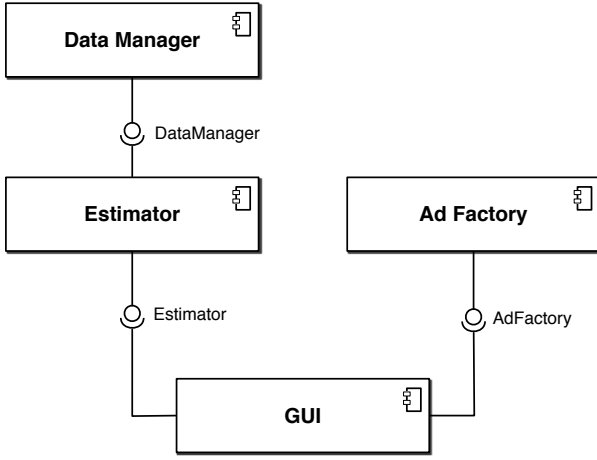 Data Manager
DataManager
Estimator
Ad Factory
Estimator
AdFactory
GUI